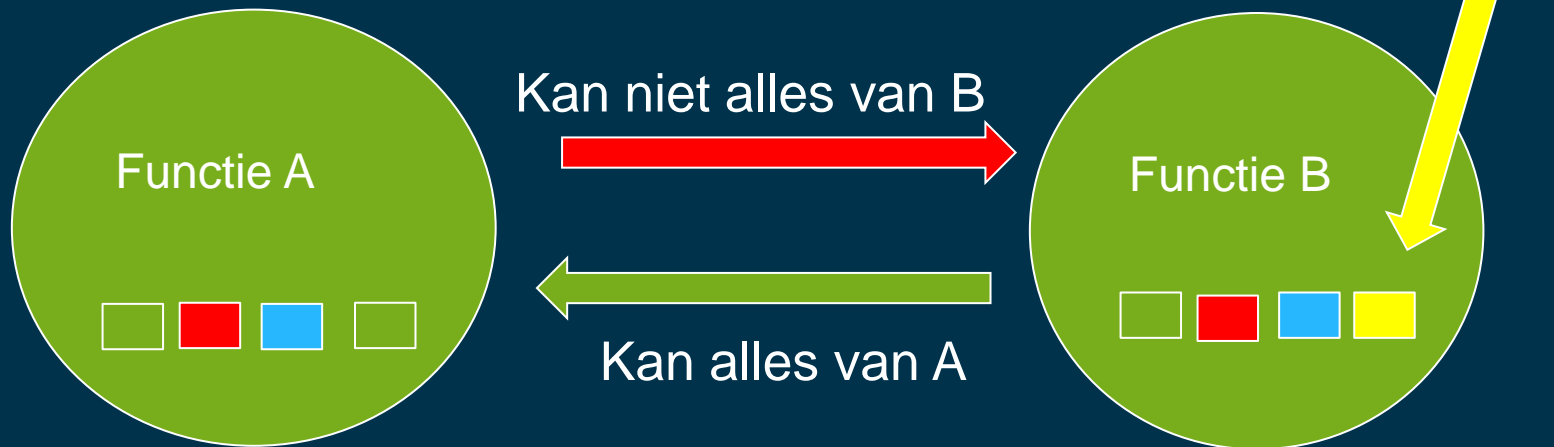 Kan niet alles van B
Functie A
Functie B
Kan alles van A